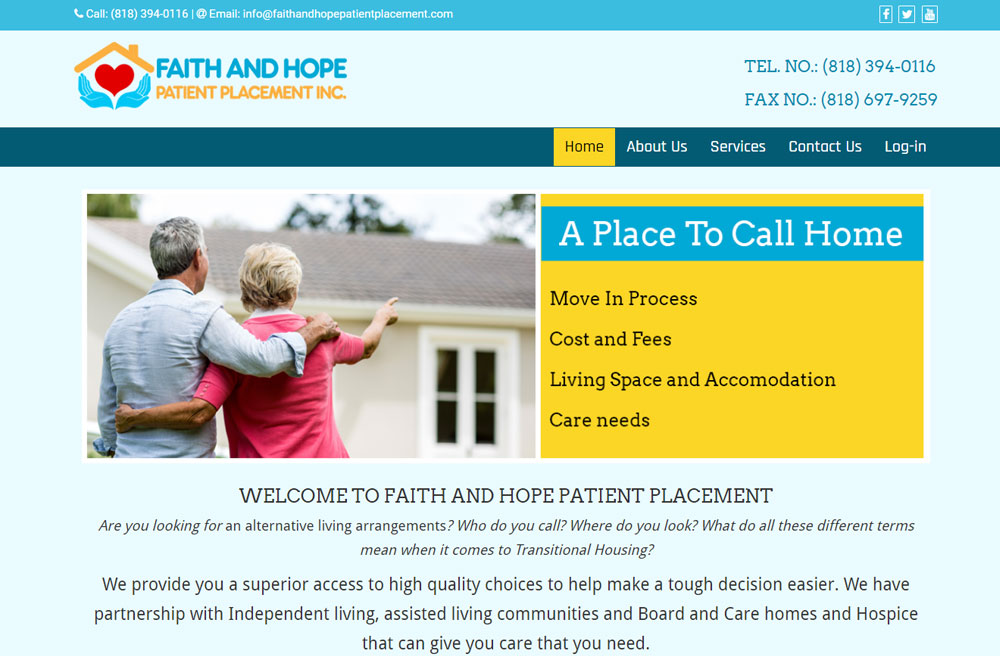 Call: (818) 394-0116 | @ Email: info@faithandhopepatientplacement.com
FAITH AND HOPE
PATIENT PLACEMENT INC.
TEL. NO.: (818) 394-0116
FAX NO.: (818) 697-9259
Home About Us Services Contact Us Log-in
A Place To Call Home
Move In Process
Cost and Fees
Living Space and Accomodation
Care needs
WELCOME TO FAITH AND HOPE PATIENT PLACEMENT
Are you looking for an alternative living arrangements? Who do you call? Where do you look? What do all these different terms
mean when it comes to Transitional Housing?
We provide you a superior access to high quality choices to help make a tough decision easier. We have
partnership with Independent living, assisted living communities and Board and Care homes and Hospice
that can give you care that you need.